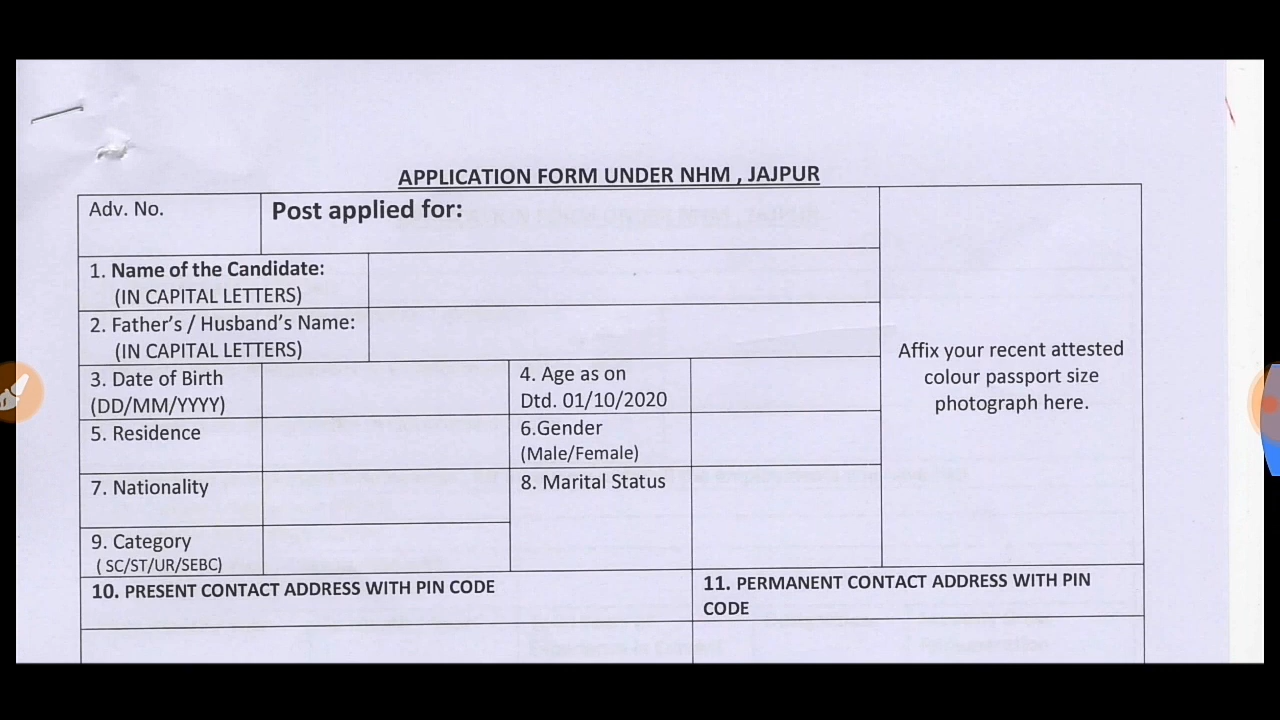 APPLICATION FORM UNDER NHM , JAJPUR
Adv. No.
Post applied for:
1. Name of the Candidate:
(IN CAPITAL LETTERS)
2. Father's / Husband's Name:
(IN CAPITAL LETTERS)
Affix your recent attested
colour passport size
photograph here.
3. Date of Birth
(DD/MM/YYYY)
4. Age as on
Dtd. 01/10/2020
5. Residence
6.Gender
(Male/Female)
7. Nationality
8. Marital Status
9. Category
( SC/ST/UR/SEBC)
10. PRESENT CONTACT ADDRESS WITH PIN CODE
11. PERMANENT CONTACT ADDRESS WITH PIN
CODE